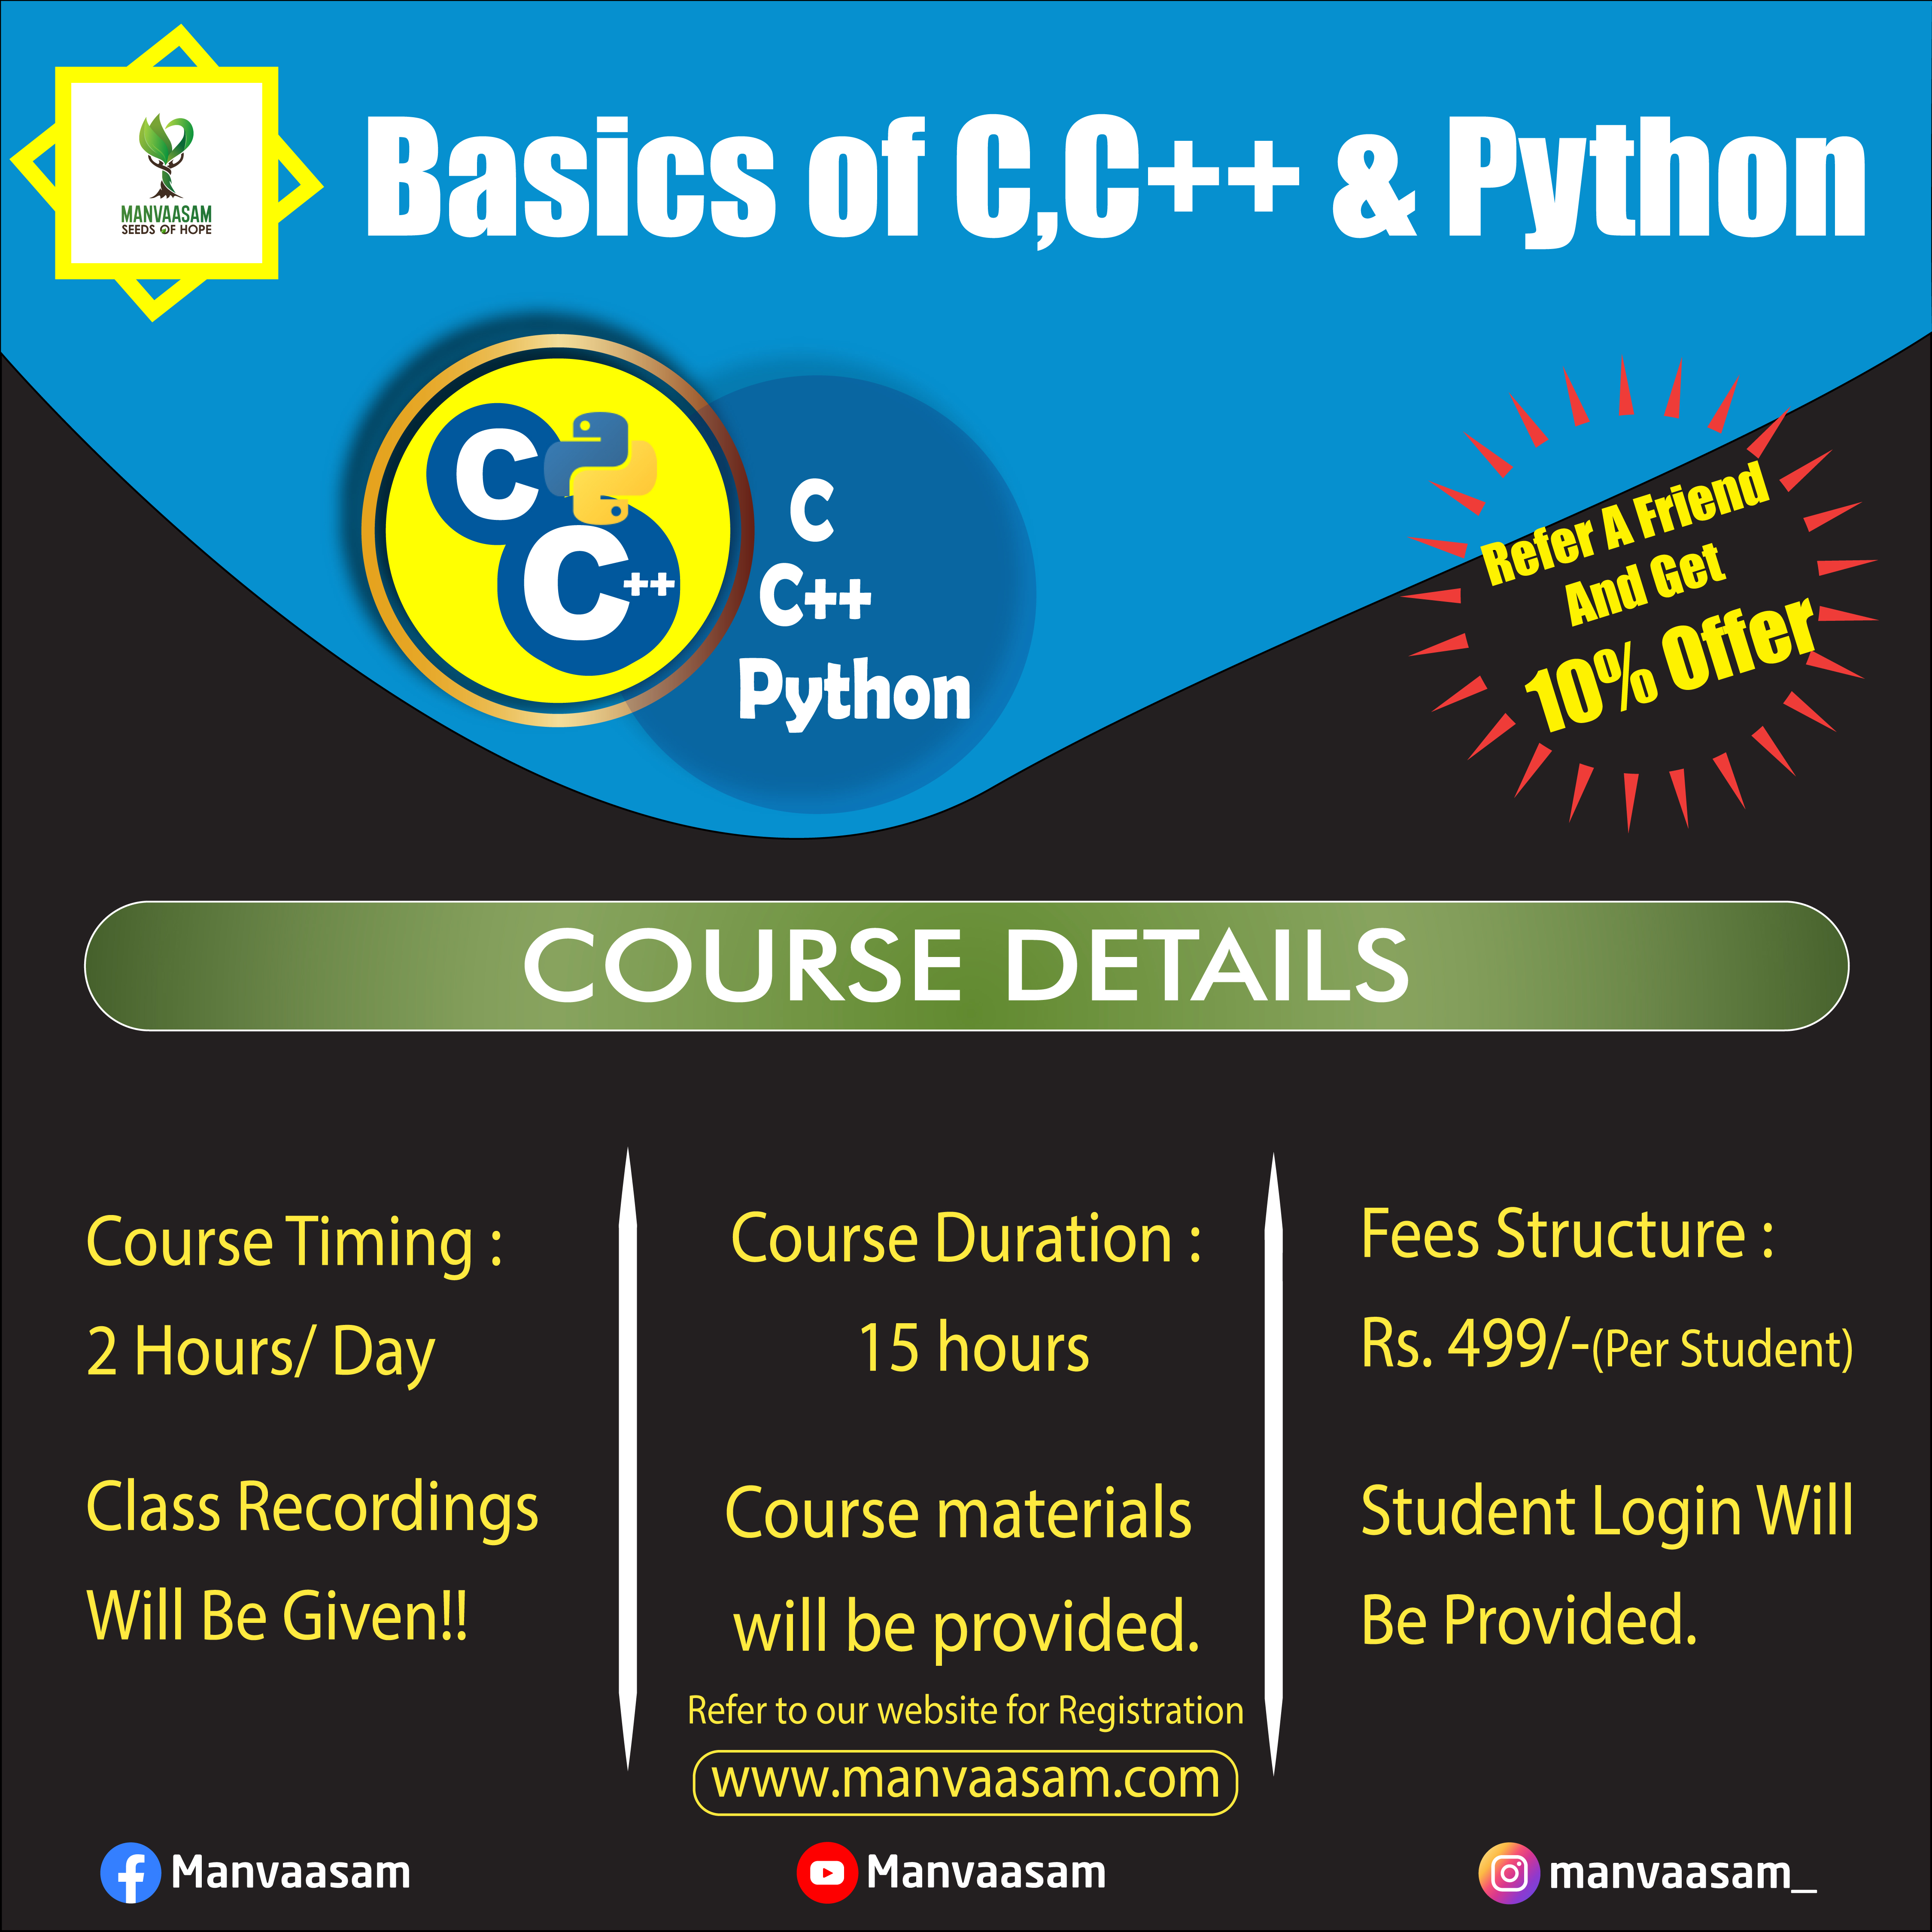 MANVAASAM
SEEDS OF HOPE
Basics of C,C++ & Python
C
C++
C
C++
Python
Refer A Friend
And Get
10% Offer
COURSE DETAILS
Course Timing :
2 Hours/ Day
Class Recordings
Will Be Given!!
Course Duration :
15 hours
Course materials
will be provided.
Fees Structure :
Rs. 499/-(Per Student)
Student Login Will
Be Provided.
Refer to our website for Registration
www.manvaasam.com
Manvaasam
Manvaasam
manvaasam_